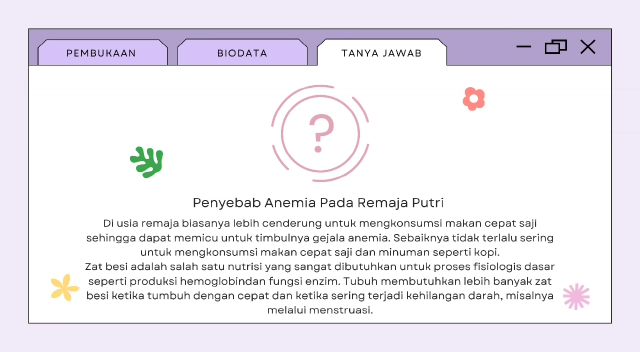 PEMBUKAAN
BIODATA
TANYA JAWAB
?
Penyebab Anemia Pada Remaja Putri
Di usia remaja biasanya lebih cenderung untuk mengkonsumsi makan cepat saji
sehingga dapat memicu untuk timbulnya gejala anemia. Sebaiknya tidak terlalu sering
untuk mengkonsumsi makan cepat saji dan minuman seperti kopi.
Zat besi adalah salah satu nutrisi yang sangat dibutuhkan untuk proses fisiologis dasar
seperti produksi hemoglobindan fungsi enzim. Tubuh membutuhkan lebih banyak zat
besi ketika tumbuh dengan cepat dan ketika sering terjadi kehilangan darah, misalnya
melalui menstruasi.